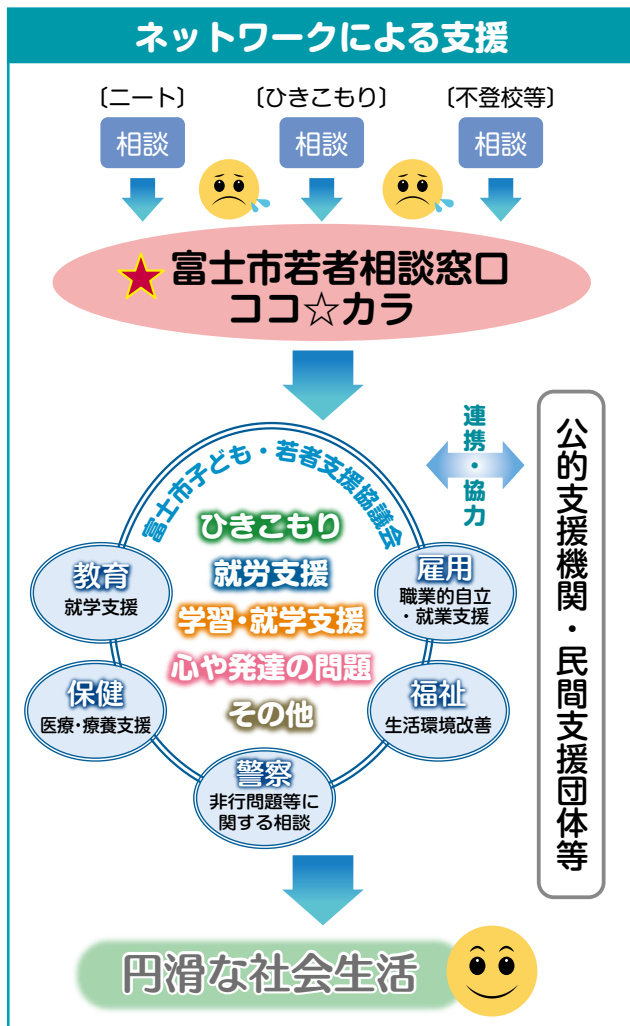 ネットワークによる支援
〔ニート〕
〔ひきこもり〕
〔不登校等〕
相談
相談
相談
★富士市若者相談窓口
ココ☆カラ
連携・協力
公的支援機関・民間支援団体等
富士市子ども・若者支援協議会
ひきこもり
就労支援
学習・就学支援
心や発達の問題
その他
教育
就学支援
雇用
職業的自立
・就業支援
保健
医療・療養支援
福祉
生活環境改善
警察
非行問題等に
関する相談
円滑な社会生活